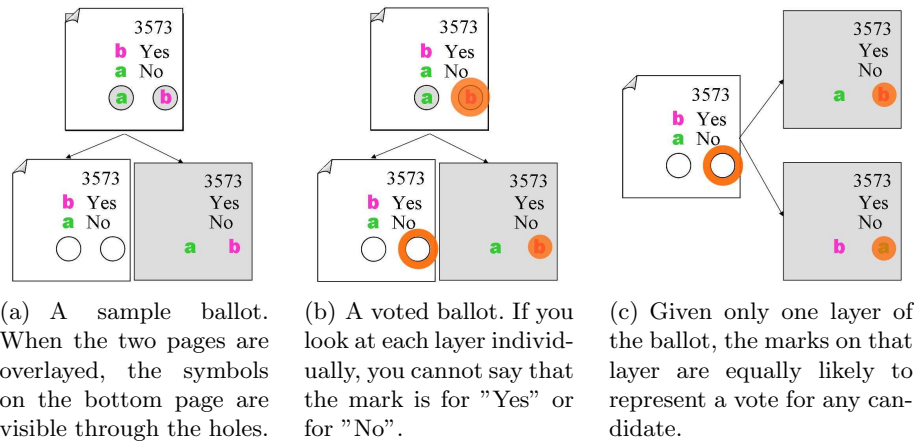 3573
b Yes
a No
a b
3573
b Yes
a No
3573
Yes
No
a b
(a) A sample ballot.
When the two pages are
overlayed, the symbols
on the bottom page are
visible through the holes.
3573
b Yes
a No
a b
3573
b Yes
a No
3573
Yes
No
a b
(b) A voted ballot. If you
look at each layer individ-
ually, you cannot say that
the mark is for ”Yes” or
for ”No”.
3573
b Yes
a No
3573
Yes
No
a b
3573
Yes
No
b a
(c) Given only one layer of
the ballot, the marks on that
layer are equally likely to
represent a vote for any can-
didate.